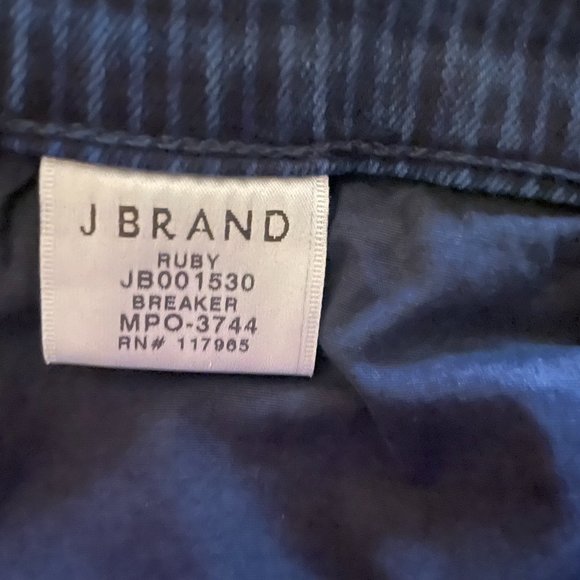 J BRAND
RUBY
JB001530
BREAKER
MPO-3744
RN# 117965